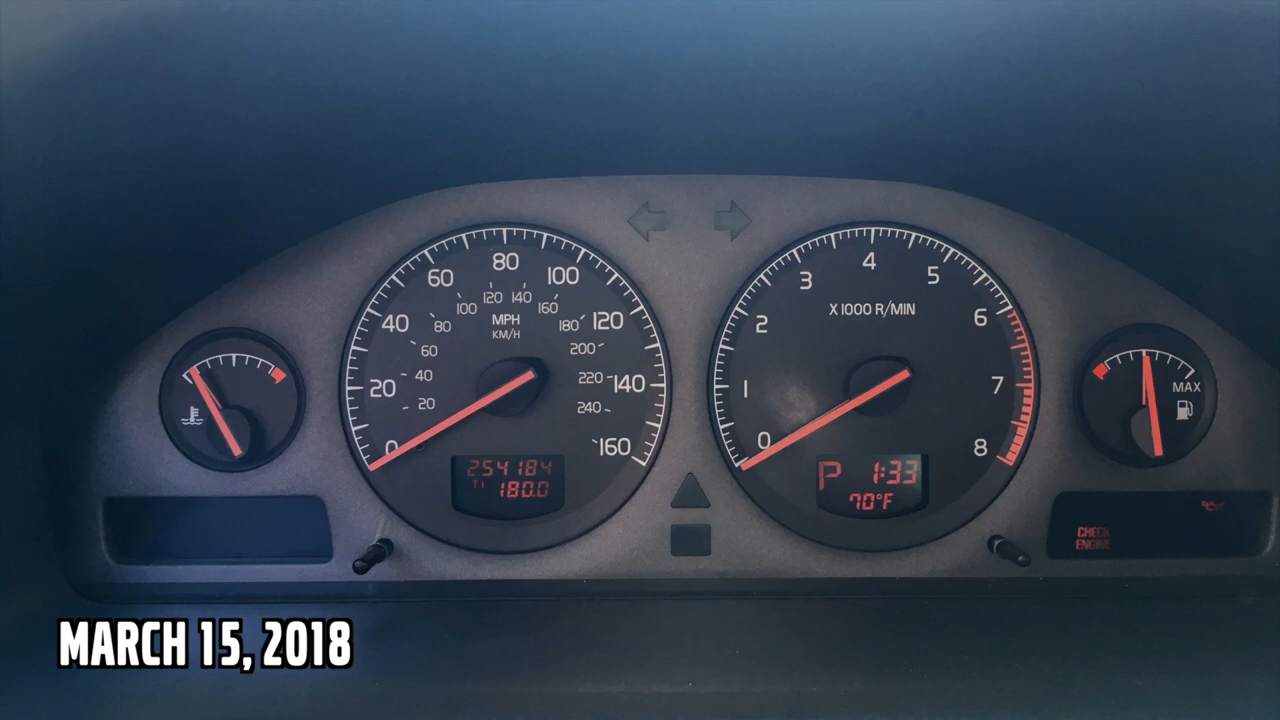 60 80 100
40 120
20 140
0 160
100 120 140 160
80 180
60 200
40 220
20 240
MPH
KM/H
254184
T1 180.0
3 4 5
2 6
1 7
0 8
X 1000 R/MIN
P 1:33
70°F
MAX
CHECK
ENGINE
MARCH 15, 2018